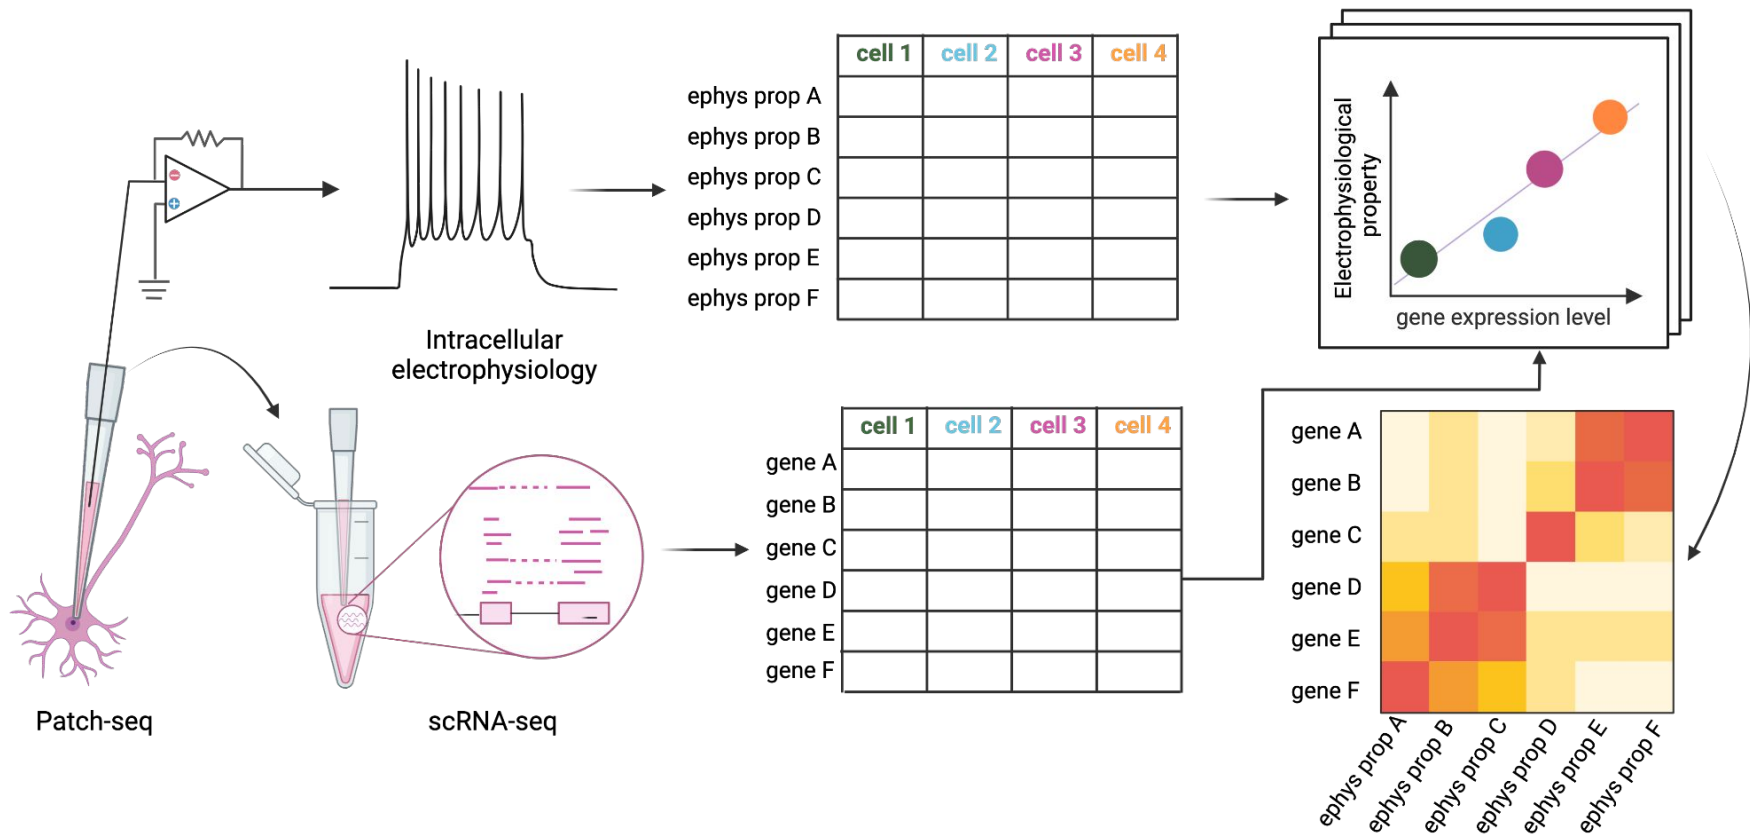 cell 1 cell 2 cell 3 cell 4
ephys prop A
ephys prop B
ephys prop C
ephys prop D
ephys prop E
ephys prop F
Intracellular
electrophysiology
Electrophysiological
property
gene expression level
cell 1 cell 2 cell 3 cell 4
gene A
gene B
gene C
gene D
gene E
gene F
Patch-seq
scRNA-seq
gene A
gene B
gene C
gene D
gene E
gene F
ephys prop A
ephys prop B
ephys prop C
ephys prop D
ephys prop E
ephys prop F